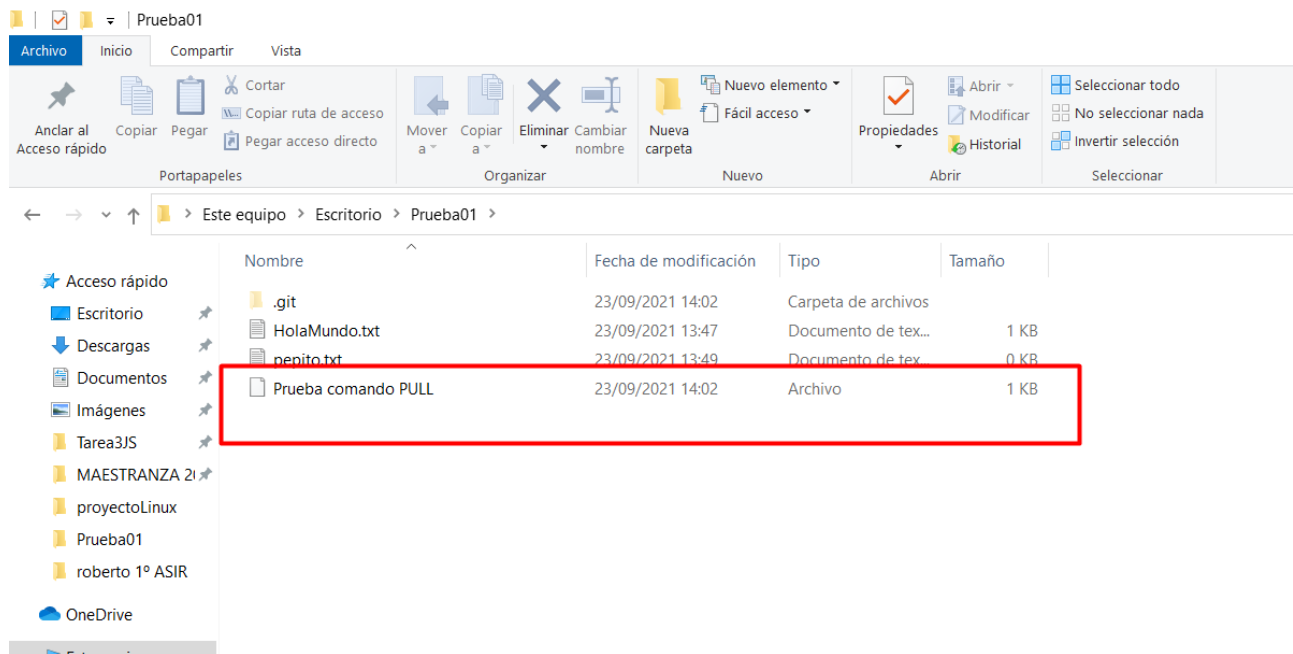 Prueba01
Archivo Inicio Compartir Vista
Anclar al Acceso rápido
Copiar
Pegar
Cortar
Copiar ruta de acceso
Pegar acceso directo
Portapapeles
Mover a
Copiar a
Eliminar
Cambiar nombre
Organizar
Nueva carpeta
Nuevo elemento
Fácil acceso
Nuevo
Propiedades
Abrir
Modificar
Historial
Abrir
Seleccionar todo
No seleccionar nada
Invertir selección
Seleccionar
Este equipo > Escritorio > Prueba01 >
Acceso rápido
Escritorio
Descargas
Documentos
Imágenes
Tarea3JS
MAESTRANZA 2
proyectoLinux
Prueba01
roberto 1º ASIR
OneDrive
Nombre Fecha de modificación Tipo Tamaño
.git 23/09/2021 14:02 Carpeta de archivos
HolaMundo.txt 23/09/2021 13:47 Documento de tex... 1 KB
pepito.txt 23/09/2021 13:49 Documento de tex... 0 KB
Prueba comando PULL 23/09/2021 14:02 Archivo 1 KB